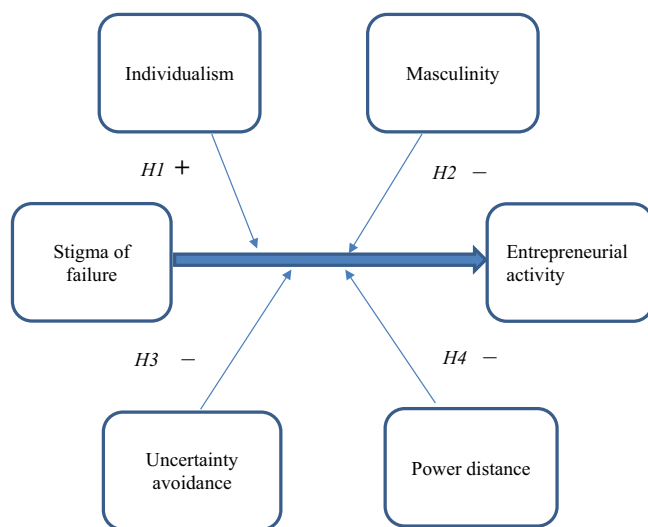 Individualism
Masculinity
H1 +
H2 −
Stigma of
failure
Entrepreneurial
activity
H3 −
H4 −
Uncertainty
avoidance
Power distance